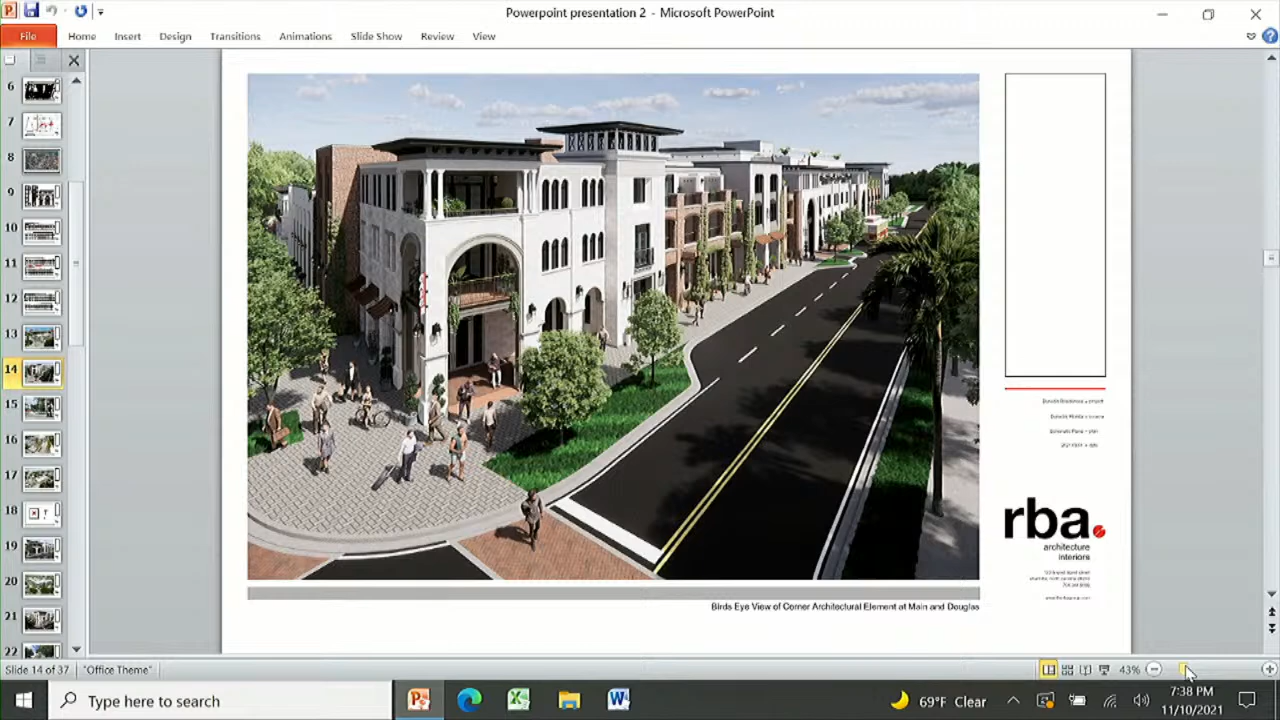 Powerpoint presentation 2 - Microsoft PowerPoint
File Home Insert Design Transitions Animations Slide Show Review View
6
7
8
9
10
11
12
13
14
15
16
17
18
19
20
21
22
rba.
architecture
interiors
Birds Eye View of Corner Architectural Element at Main and Douglas
Slide 14 of 37 "Office Theme" 43%
Type here to search
69°F Clear
7:38 PM
11/10/2021